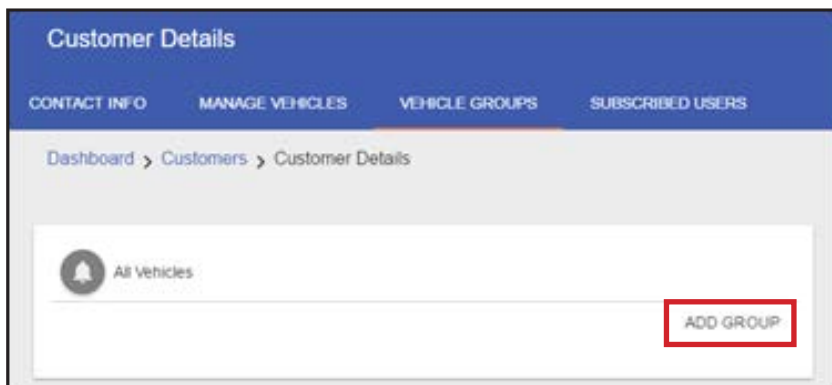 Customer Details
CONTACT INFO MANAGE VEHICLES VEHICLE GROUPS SUBSCRIBED USERS
Dashboard > Customers > Customer Details
All Vehicles
ADD GROUP